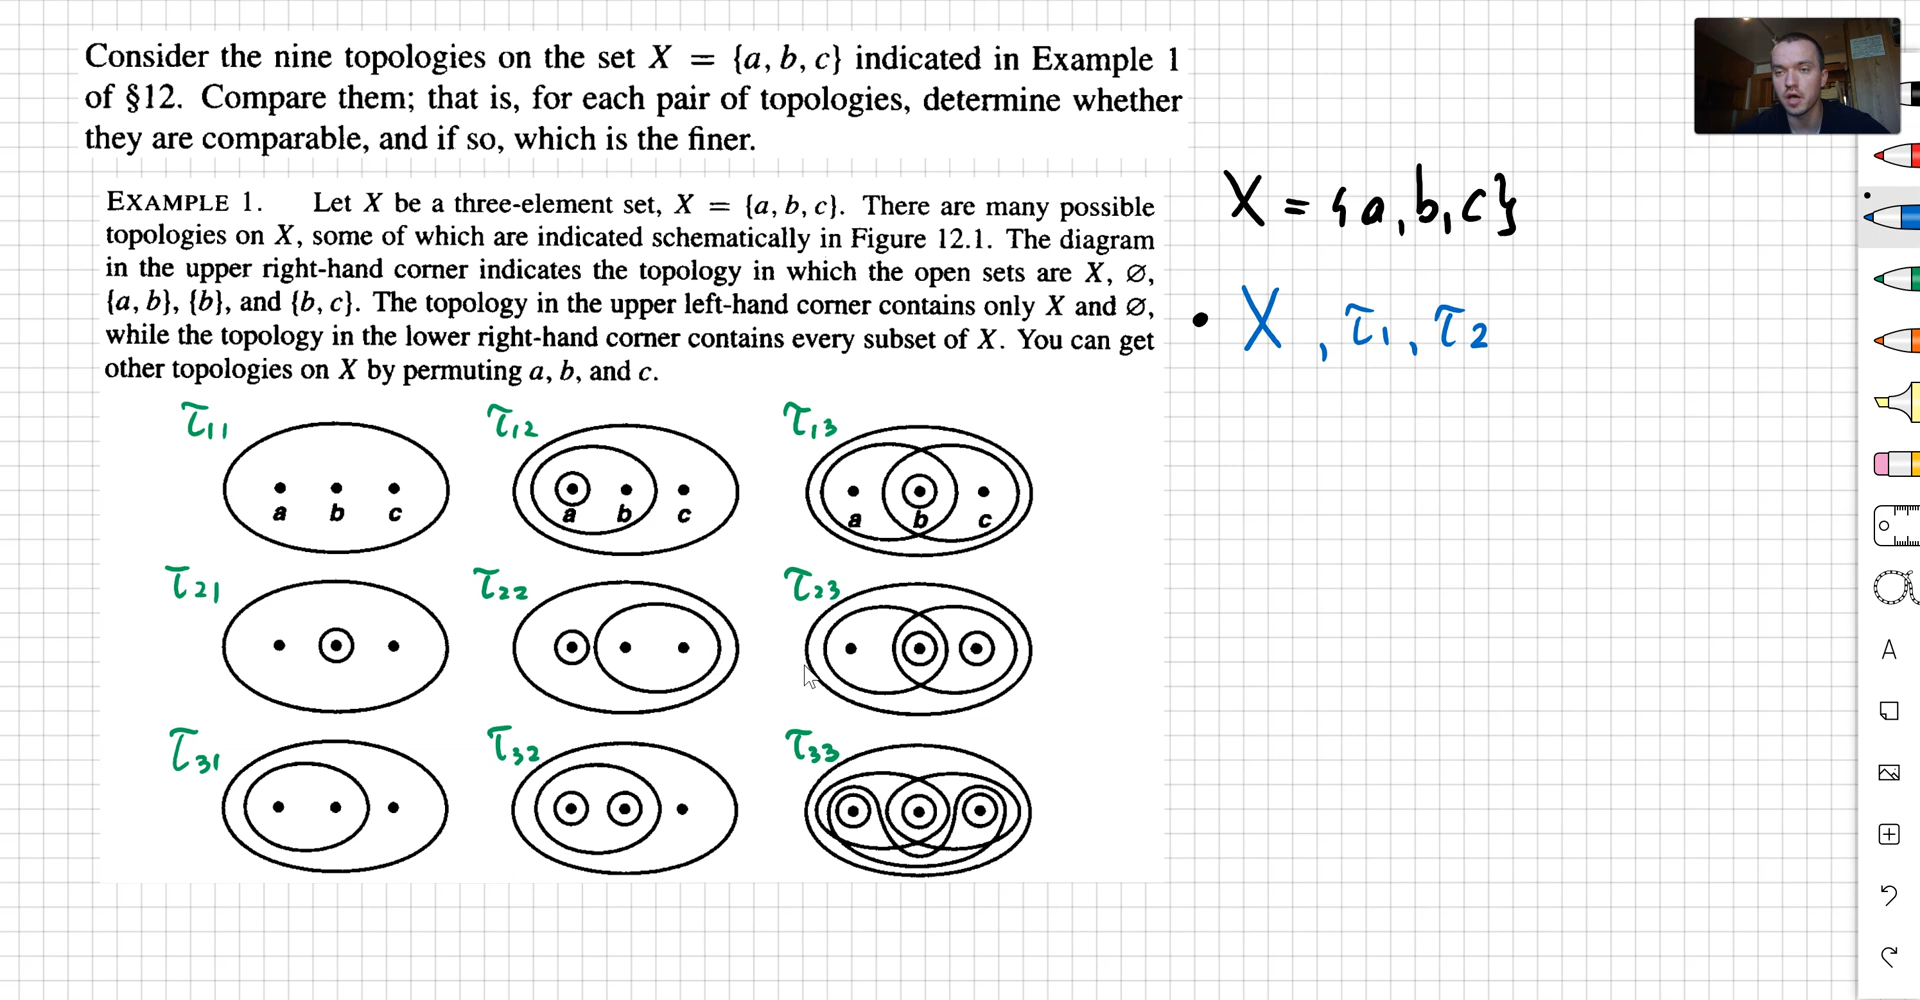 Consider the nine topologies on the set X = {a, b, c} indicated in Example 1
of §12. Compare them; that is, for each pair of topologies, determine whether
they are comparable, and if so, which is the finer.
EXAMPLE 1. Let X be a three-element set, X = {a, b, c}. There are many possible
topologies on X, some of which are indicated schematically in Figure 12.1. The diagram
in the upper right-hand corner indicates the topology in which the open sets are X, ∅,
{a, b}, {b}, and {b, c}. The topology in the upper left-hand corner contains only X and ∅,
while the topology in the lower right-hand corner contains every subset of X. You can get
other topologies on X by permuting a, b, and c.
X = {a, b, c}
• X, τ1, τ2
τ11 τ12 τ13
a b c a b c a b c
τ21 τ22 τ23
τ31 τ32 τ33
A